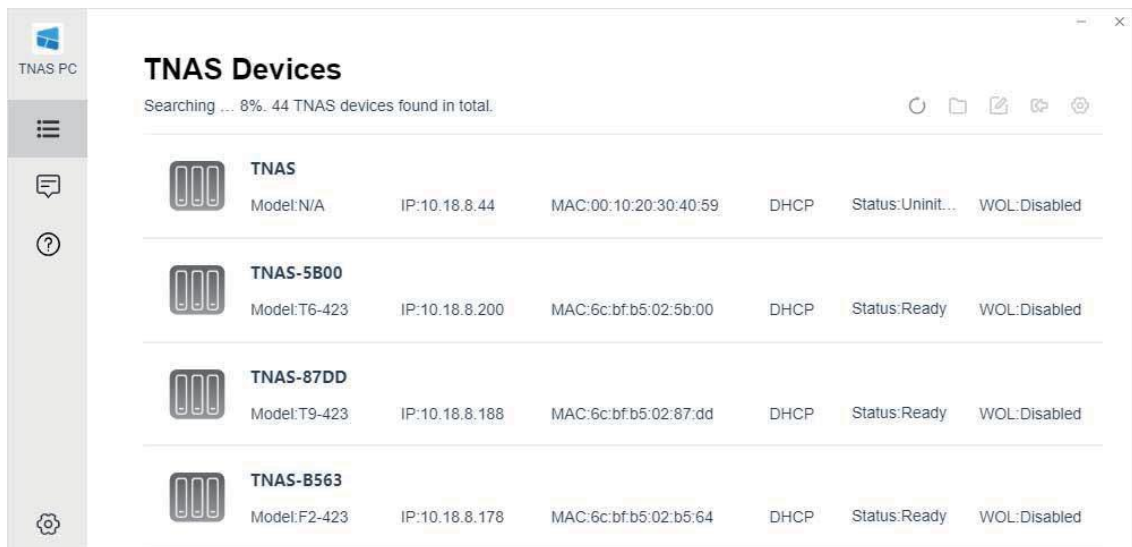 TNAS PC
TNAS Devices
Searching ... 8%. 44 TNAS devices found in total.
TNAS
Model:N/A IP:10.18.8.44 MAC:00:10:20:30:40:59 DHCP Status:Uninit... WOL:Disabled
TNAS-5B00
Model:T6-423 IP:10.18.8.200 MAC:6c:bf:b5:02:5b:00 DHCP Status:Ready WOL:Disabled
TNAS-87DD
Model:T9-423 IP:10.18.8.188 MAC:6c:bf:b5:02:87:dd DHCP Status:Ready WOL:Disabled
TNAS-B563
Model:F2-423 IP:10.18.8.178 MAC:6c:bf:b5:02:b5:64 DHCP Status:Ready WOL:Disabled